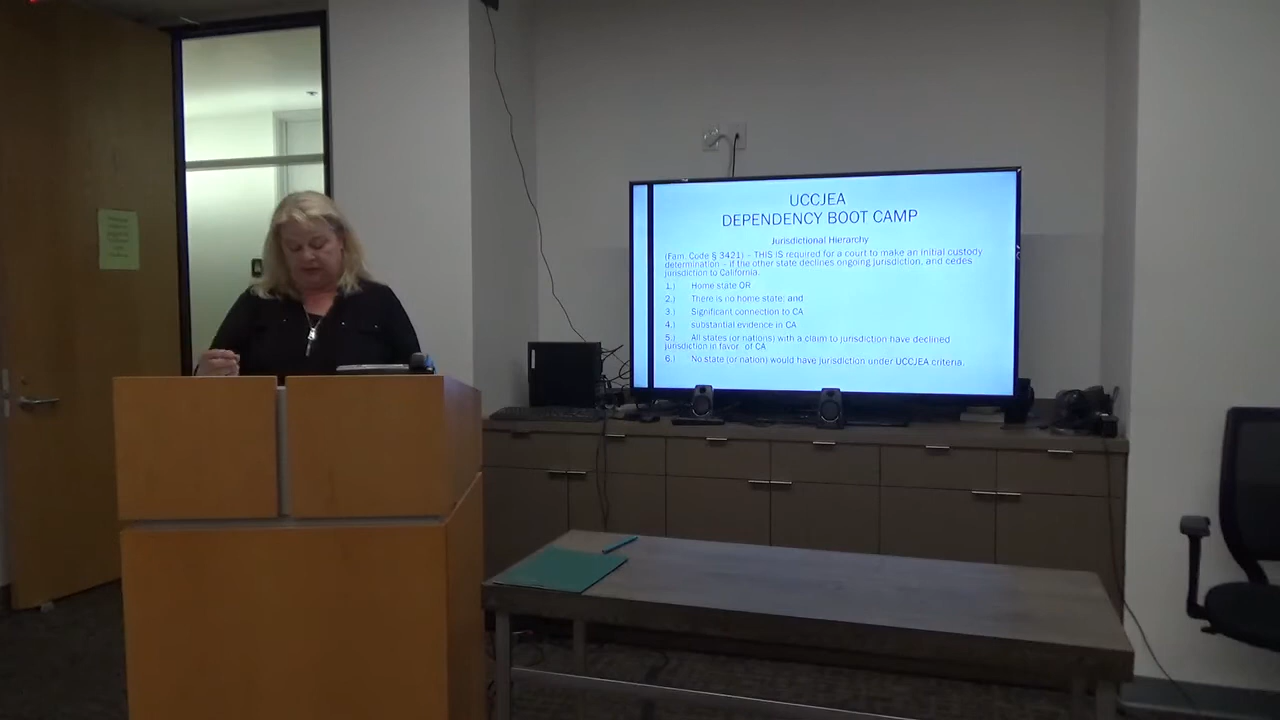 UCCJEA
DEPENDENCY BOOT CAMP
Jurisdictional Hierarchy
(Fam. Code § 3421) – THIS IS required for a court to make an initial custody
determination – if the other state declines ongoing jurisdiction, and cedes
jurisdiction to California.
1.) Home state OR
2.) There is no home state; and
3.) Significant connection to CA
4.) substantial evidence in CA
5.) All states (or nations) with a claim to jurisdiction have declined
jurisdiction in favor of CA
6.) No state (or nation) would have jurisdiction under UCCJEA criteria.